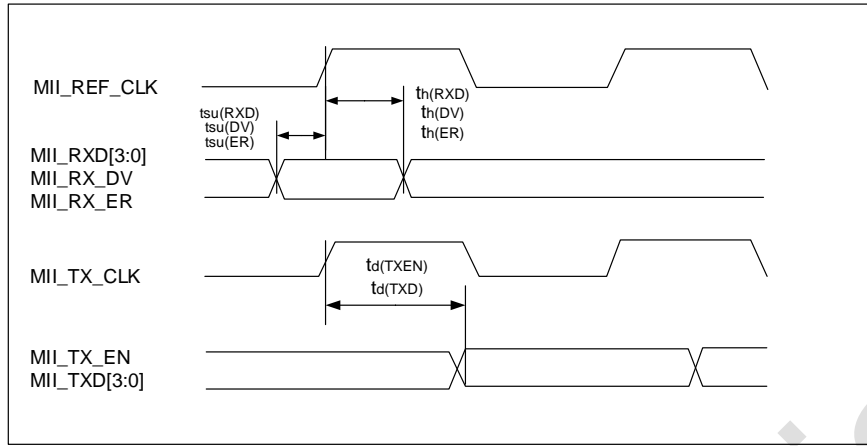 MII_REF_CLK
tsu(RXD)
tsu(DV)
tsu(ER)
th(RXD)
th(DV)
th(ER)
MII_RXD[3:0]
MII_RX_DV
MII_RX_ER
MII_TX_CLK
td(TXEN)
td(TXD)
MII_TX_EN
MII_TXD[3:0]